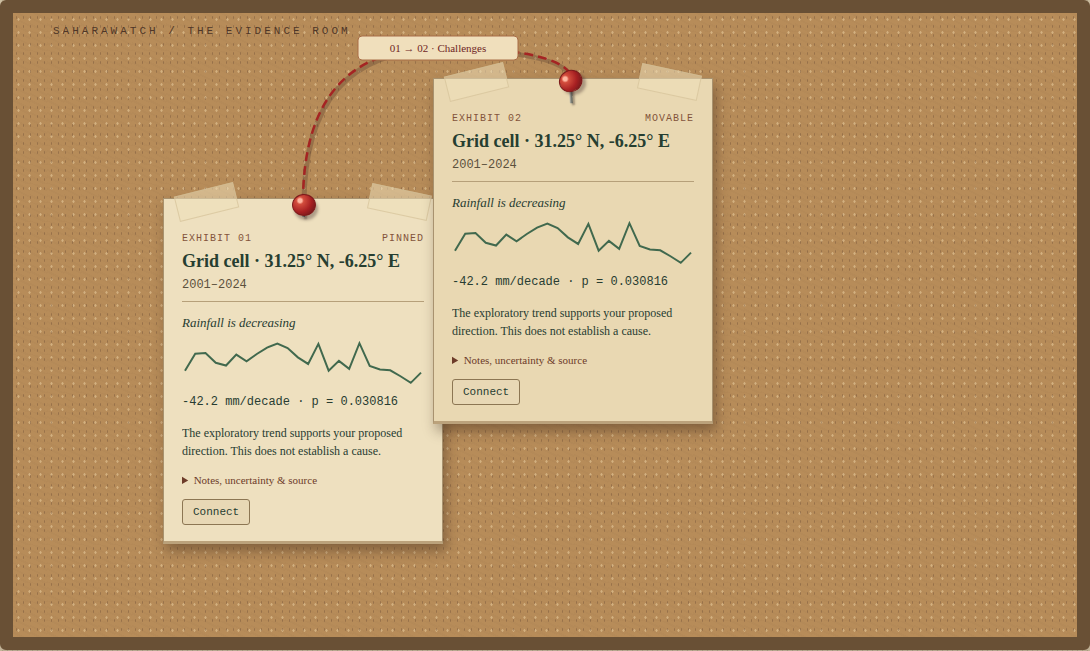 SAHARAWATCH / THE EVIDENCE ROOM
01 → 02 · Challenges
EXHIBIT 01 PINNED
Grid cell · 31.25° N, -6.25° E
2001–2024
Rainfall is decreasing
-42.2 mm/decade · p = 0.030816
The exploratory trend supports your proposed
direction. This does not establish a cause.
▶ Notes, uncertainty & source
Connect
EXHIBIT 02 MOVABLE
Grid cell · 31.25° N, -6.25° E
2001–2024
Rainfall is decreasing
-42.2 mm/decade · p = 0.030816
The exploratory trend supports your proposed
direction. This does not establish a cause.
▶ Notes, uncertainty & source
Connect